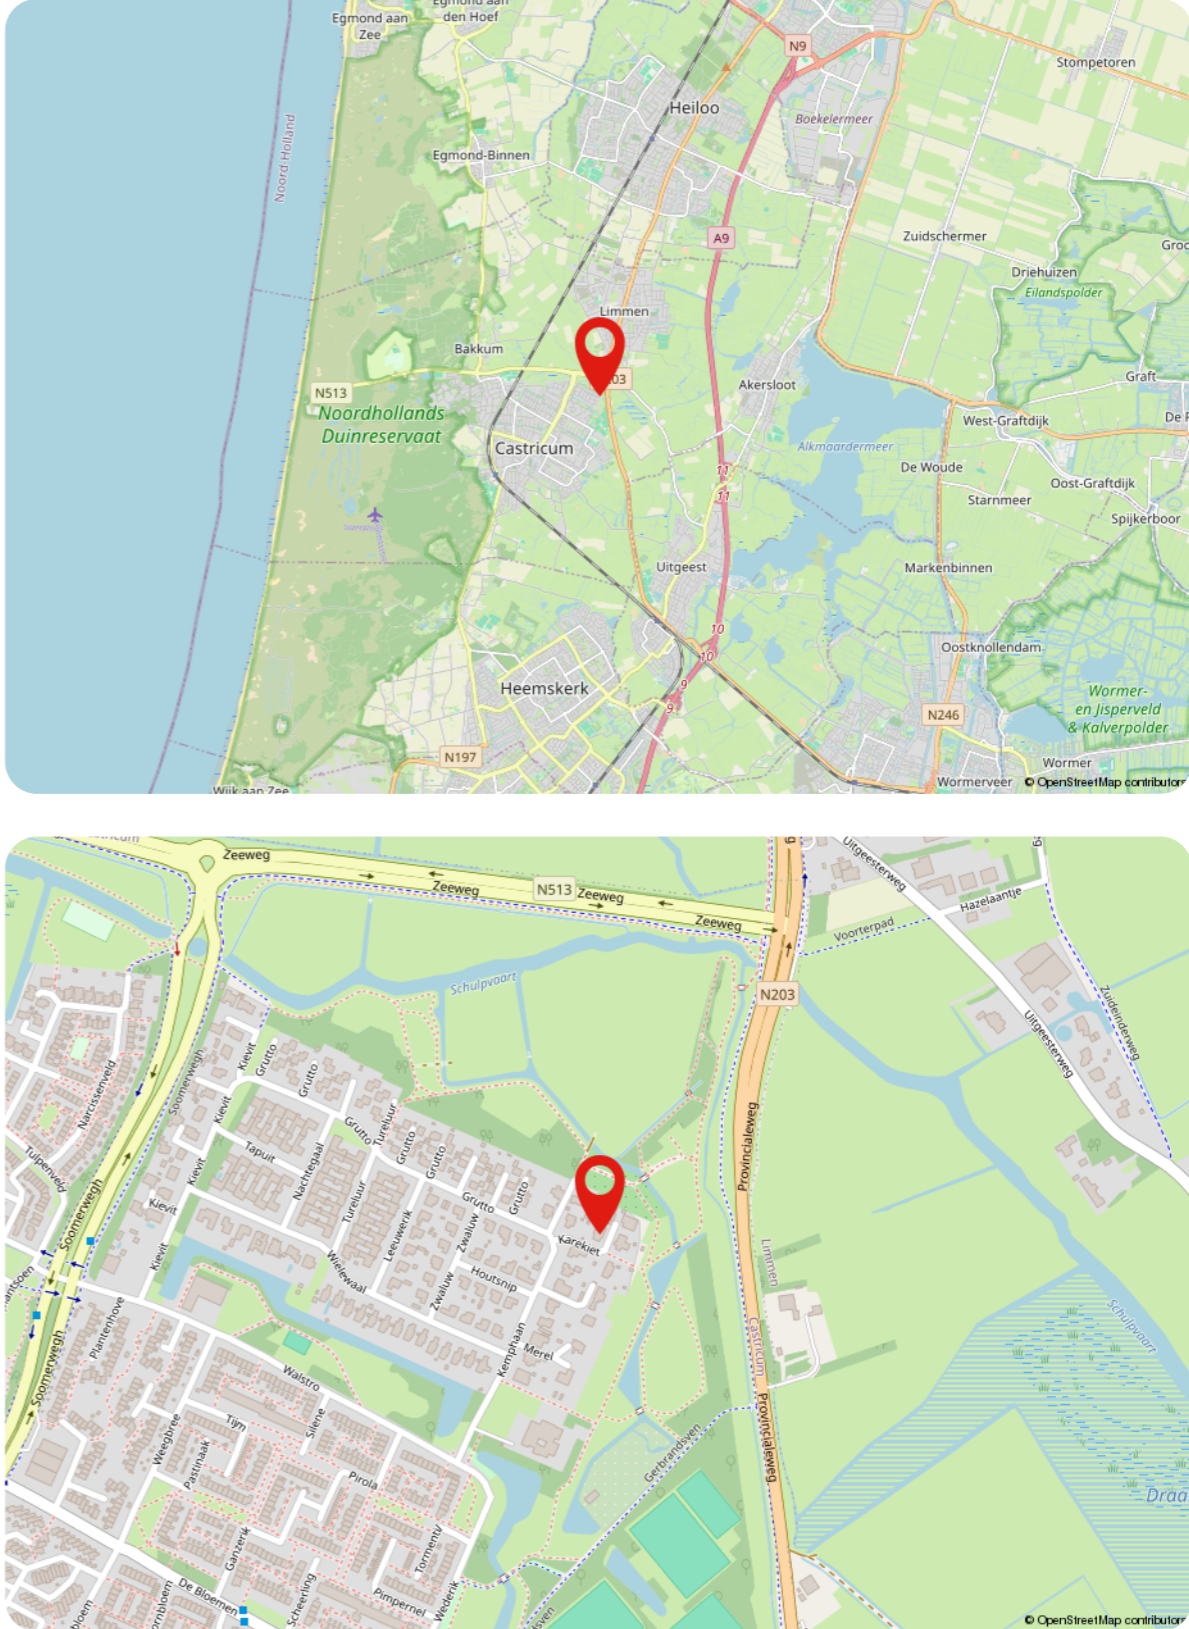 Egmond aan
Zee
Egmond aan
den Hoef
N9
Stompetoren
Heiloo
Boekelermeer
Noord Holland
Egmond-Binnen
A9
Zuidschermer
Driehuizen
Eilandspolder
Limmen
Bakkum
N513
Akersloot
Graft
Noordhollands
Duinreservaat
West-Graftdijk
Castricum
Alkmaardermeer
De Woude
11
11
Oost-Graftdijk
Starnmeer
Spijkerboor
Uitgeest
Markenbinnen
10
10
Oostknollendam
9
9
Heemskerk
Wormer-
en Jisperveld
& Kalverpolder
N246
N197
Wormer
Wormerveer
Wijk aan Zee
© OpenStreetMap contributors
Zeeweg
Zeeweg
N513
Zeeweg
Zeeweg
Uitgeesterweg
Hazelaantje
Voorterpad
Schulpvaart
N203
Zuideinderweg
Uitgeesterweg
Narcissenveld
Soomerwegh
Kievit
Grutto
Grutto
Kievit
Grutto
Tureluur
Grutto
Grutto
Tapuit
Nachtegaal
Provincialeweg
Tulpenveld
Kievit
Tureluur
Grutto
Grutto
Kievit
Leeuwerik
Zwaluw
Karekiet
Soomerwegh
Kievit
Wielewaal
Houtsnip
Zwaluw
Limmen
Castricum
Schulpvaart
Plantenhove
Kemphaan
Merel
Soomerwegh
Walstro
Tijm
Silene
Weegbree
Pastinaak
Pirola
Gerbrandsven
Provincialeweg
Ganzerik
Tormentil
De Bloemen
Scheerling
Pimpernel
Wederik
© OpenStreetMap contributors